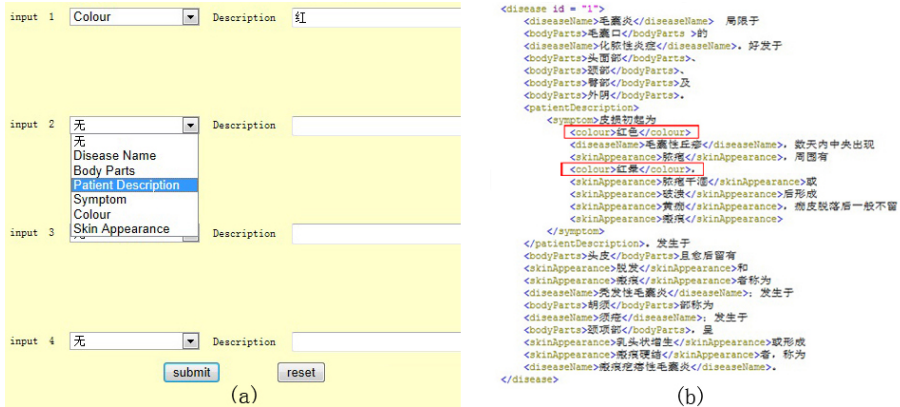 input 1 Colour Description 红
input 2 无 Description
无
Disease Name
Body Parts
Patient Description
Symptom
Colour
Skin Appearance
input 3 Description
input 4 无 Description
submit reset
(a)
<disease id = "1">
<diseaseName>毛囊炎</diseaseName> 局限于
<bodyParts>毛囊口</bodyParts >的
<diseaseName>化脓性炎症</diseaseName>。好发于
<bodyParts>头面部</bodyParts>、
<bodyParts>颈部</bodyParts>、
<bodyParts>臀部</bodyParts>及
<bodyParts>外阴</bodyParts>。
<patientDescription>
<symptom>皮损初起为
<colour>红色</colour>
<diseaseName>毛囊性丘疹</diseaseName>，数天内中央出现
<skinAppearance>脓疱</skinAppearance>，周围有
<colour>红晕</colour>。
<skinAppearance>脓疱干涸</skinAppearance>或
<skinAppearance>破溃</skinAppearance>后形成
<skinAppearance>黄痂</skinAppearance>，痂皮脱落后一般不留
<skinAppearance>瘢痕</skinAppearance>
</symptom>
</patientDescription>。发生于
<bodyParts>头皮</bodyParts>且愈后留有
<skinAppearance>脱发</skinAppearance>和
<skinAppearance>瘢痕</skinAppearance>者称为
<diseaseName>秃发性毛囊炎</diseaseName>；发生于
<bodyParts>胡须</bodyParts>部称为
<diseaseName>须疮</diseaseName>；发生于
<bodyParts>颈项部</bodyParts>，呈
<skinAppearance>乳头状增生</skinAppearance>或形成
<skinAppearance>瘢痕硬结</skinAppearance>者，称为
<diseaseName>瘢痕疙瘩性毛囊炎</diseaseName>。
</disease>
(b)